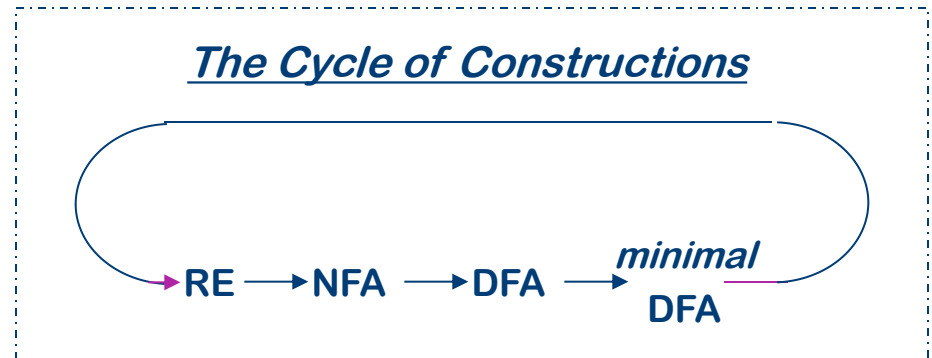 The Cycle of Constructions
minimal
RE NFA DFA
DFA